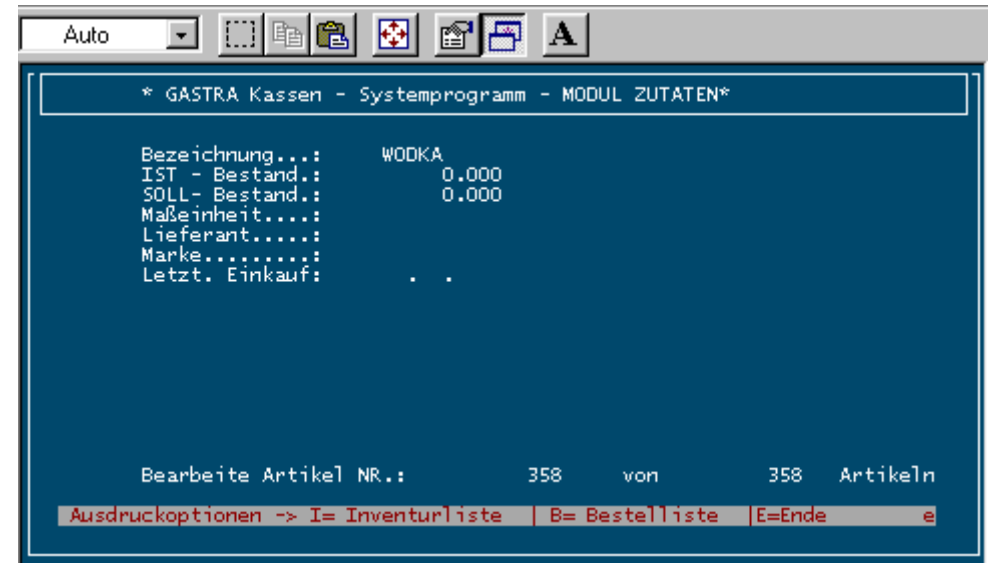 Auto
A
* GASTRA Kassen - Systemprogramm - MODUL ZUTATEN*
Bezeichnung...: WODKA
IST - Bestand.: 0.000
SOLL- Bestand.: 0.000
Maßeinheit....:
Lieferant.....:
Marke.........:
Letzt. Einkauf: . .
Bearbeite Artikel NR.: 358 von 358 Artikeln
Ausdruckoptionen -> I= Inventurliste | B= Bestelliste |E=Ende e